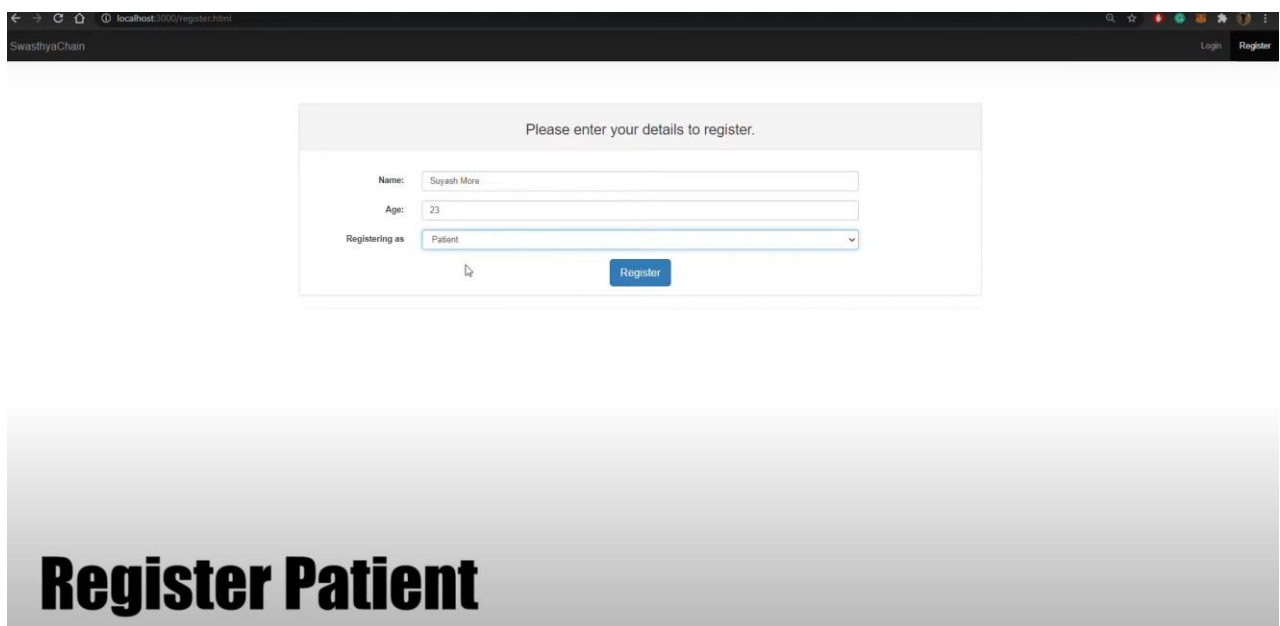 localhost:3000/register.html
SwasthyaChain
Login Register
Please enter your details to register.
Name: Suyash More
Age: 23
Registering as Patient
Register
Register Patient